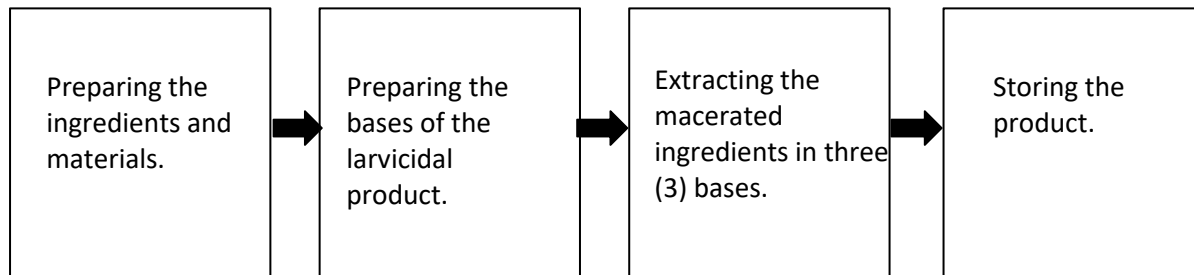 Preparing the
ingredients and
materials.
Preparing the
bases of the
larvicidal
product.
Extracting the
macerated
ingredients in three
(3) bases.
Storing the
product.